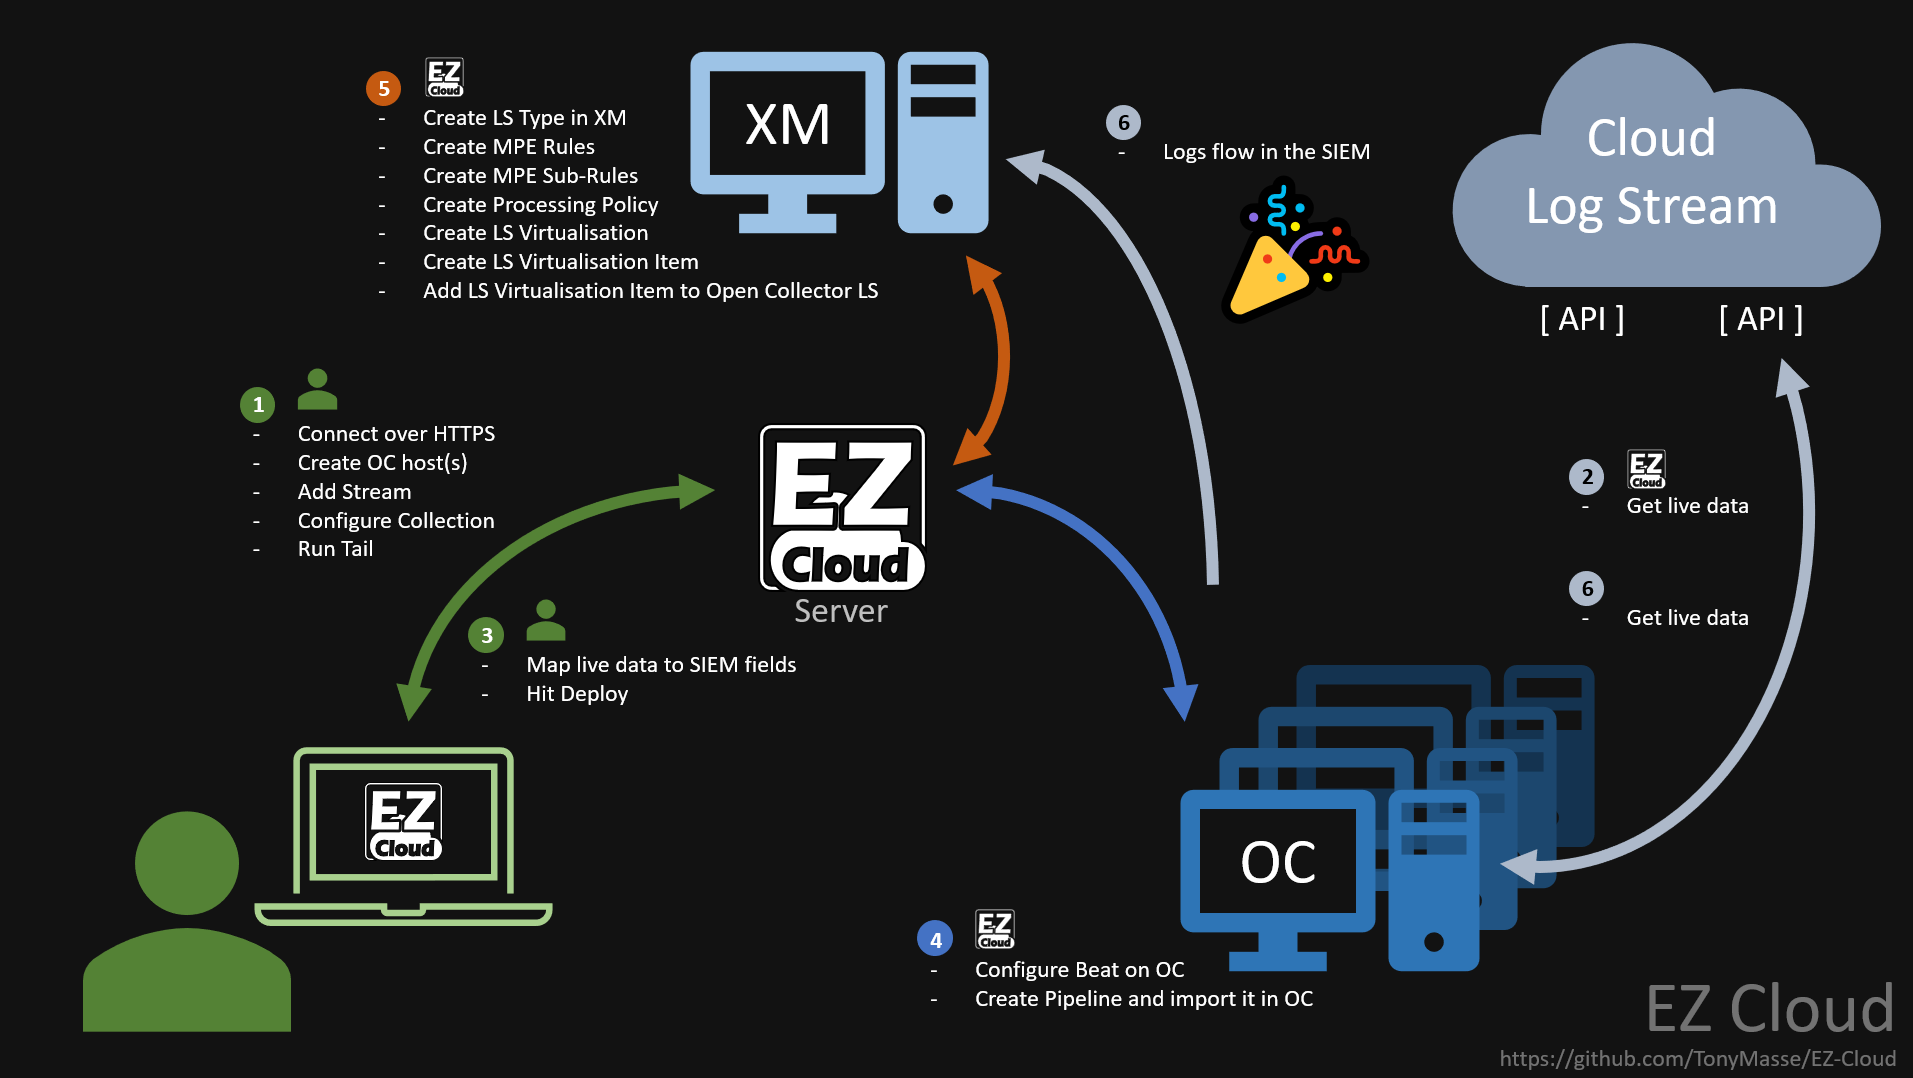 5
EZ
Cloud
- Create LS Type in XM
- Create MPE Rules
- Create MPE Sub-Rules
- Create Processing Policy
- Create LS Virtualisation
- Create LS Virtualisation Item
- Add LS Virtualisation Item to Open Collector LS
XM
6
- Logs flow in the SIEM
Cloud
Log Stream
[ API ] [ API ]
1
- Connect over HTTPS
- Create OC host(s)
- Add Stream
- Configure Collection
- Run Tail
EZ
Cloud
Server
2
EZ
Cloud
- Get live data
6
- Get live data
3
- Map live data to SIEM fields
- Hit Deploy
EZ
Cloud
OC
4
EZ
Cloud
- Configure Beat on OC
- Create Pipeline and import it in OC
EZ Cloud
https://github.com/TonyMasse/EZ-Cloud